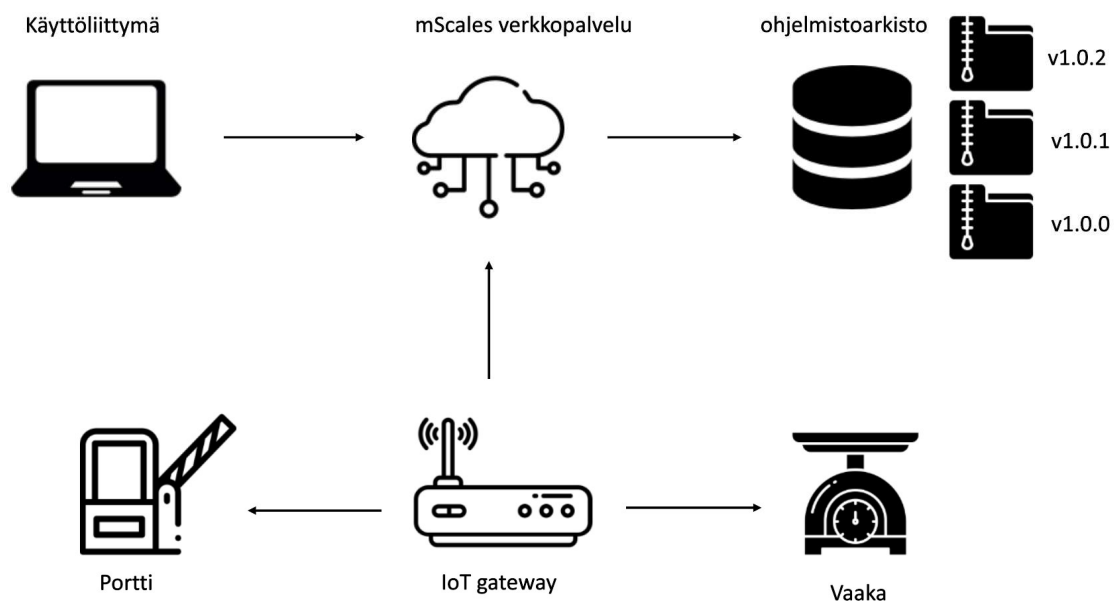 Käyttöliittymä
mScales verkkopalvelu
ohjelmistoarkisto
v1.0.2
v1.0.1
v1.0.0
Portti
IoT gateway
Vaaka